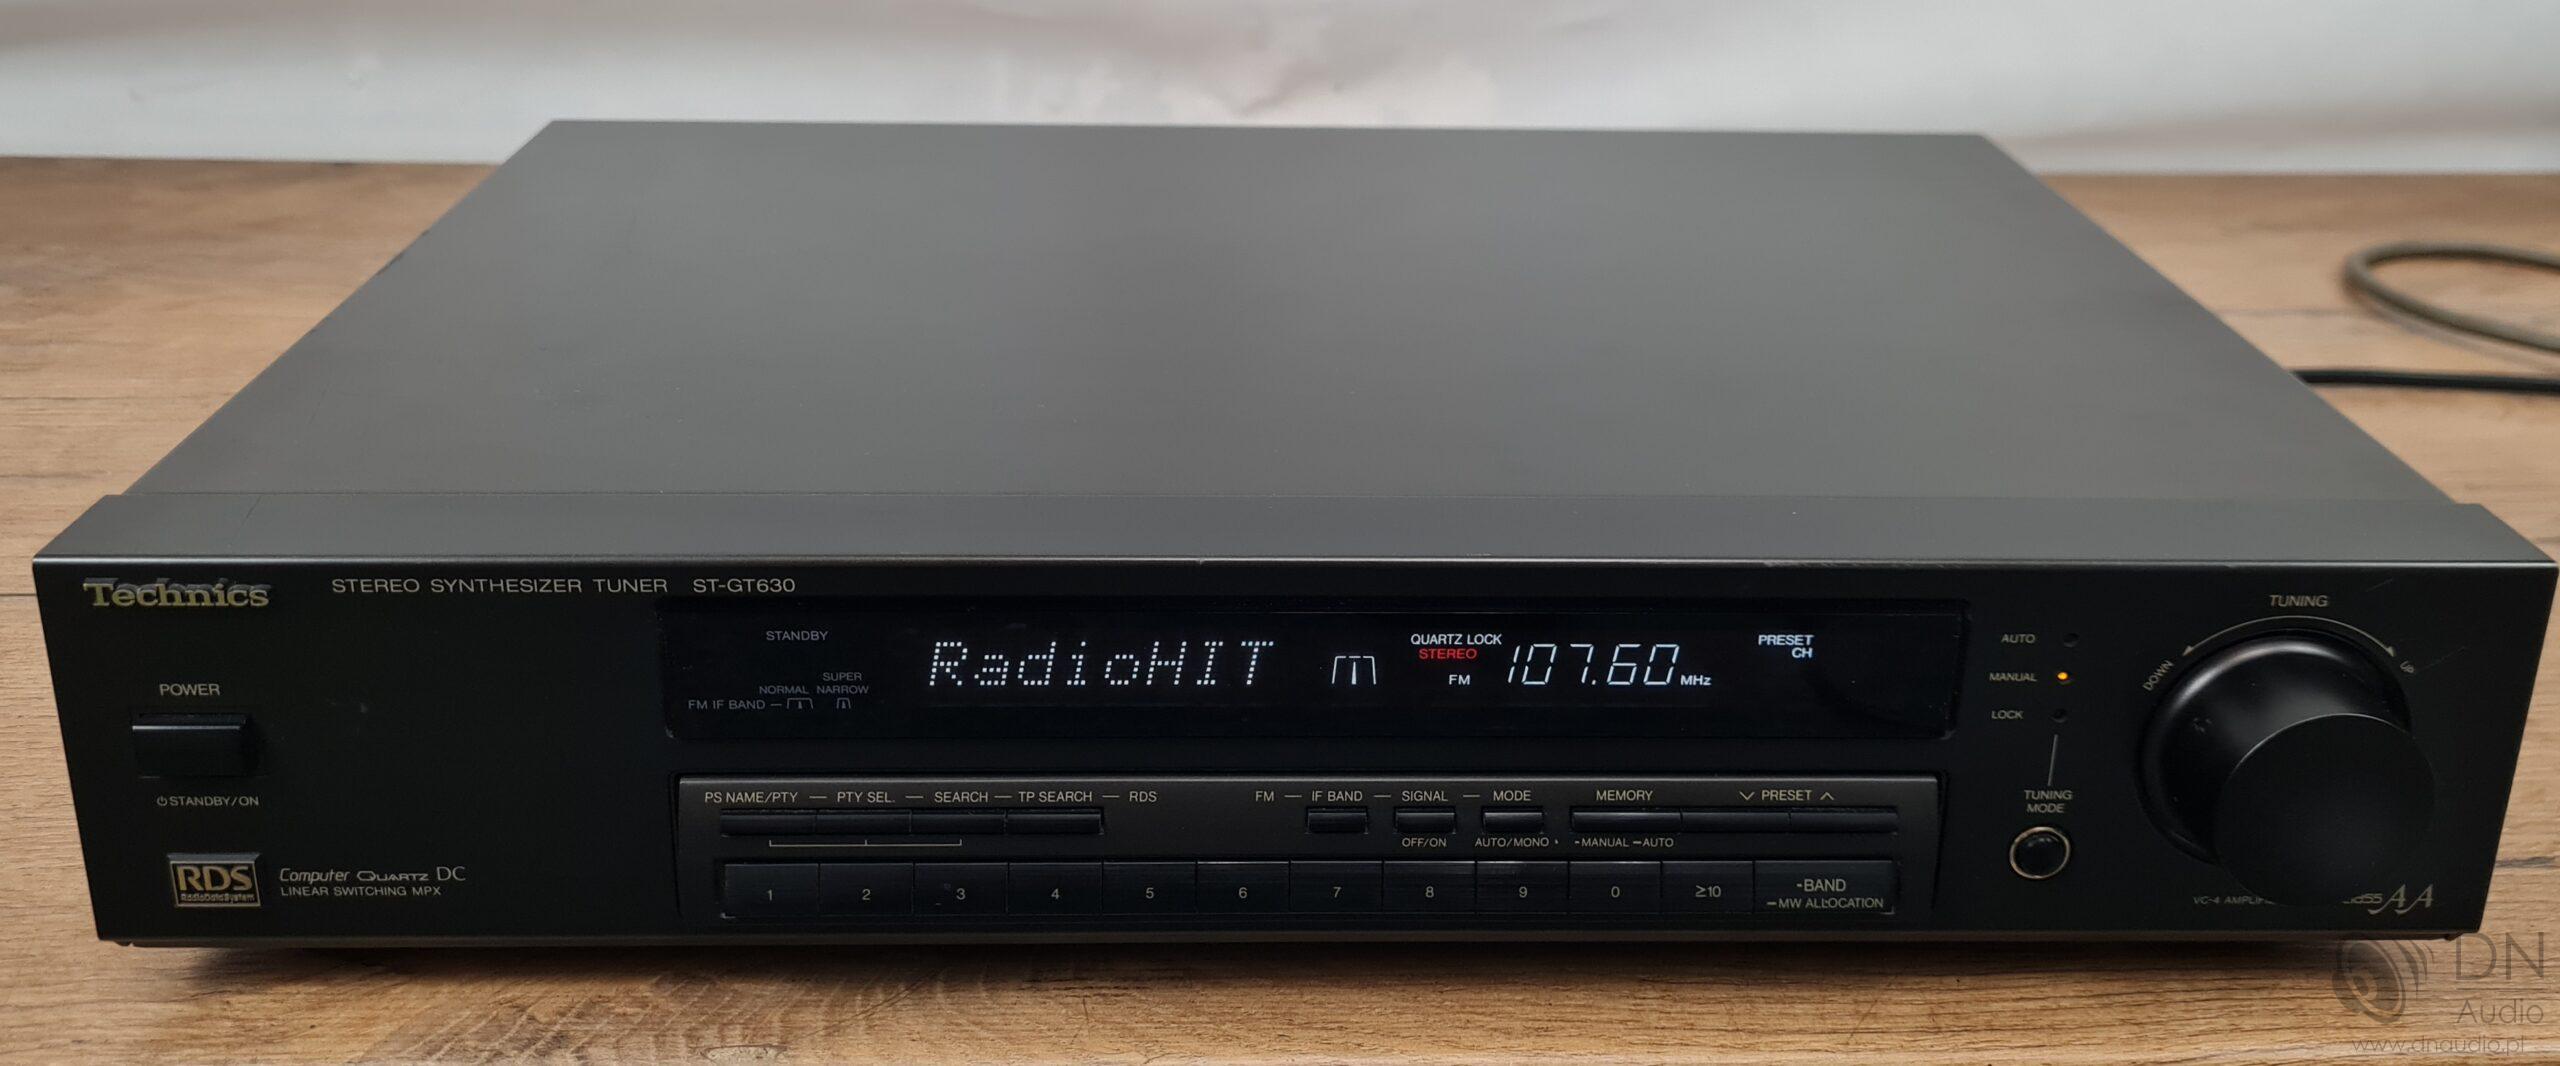 Technics STEREO SYNTHESIZER TUNER ST-GT630
STANDBY
SUPER
NORMAL NARROW
FM IF BAND –
RadioHIT
QUARTZ LOCK
STEREO
FM 107.60 MHz
PRESET
CH
AUTO
MANUAL
LOCK
TUNING
MODE
TUNING
DOWN UP
POWER
⏻ STANDBY/ON
RDS
RadioDataSystem
Computer QUARTZ DC
LINEAR SWITCHING MPX
PS NAME/PTY — PTY SEL. — SEARCH — TP SEARCH — RDS
FM — IF BAND — SIGNAL — MODE
MEMORY
∨ PRESET ∧
OFF/ON AUTO/MONO
-MANUAL –AUTO
1 2 3 4 5 6 7 8 9 0 ≥10
-BAND
–MW ALLOCATION
VC-4 AA
DN
Audio
www.dnaudio.pl